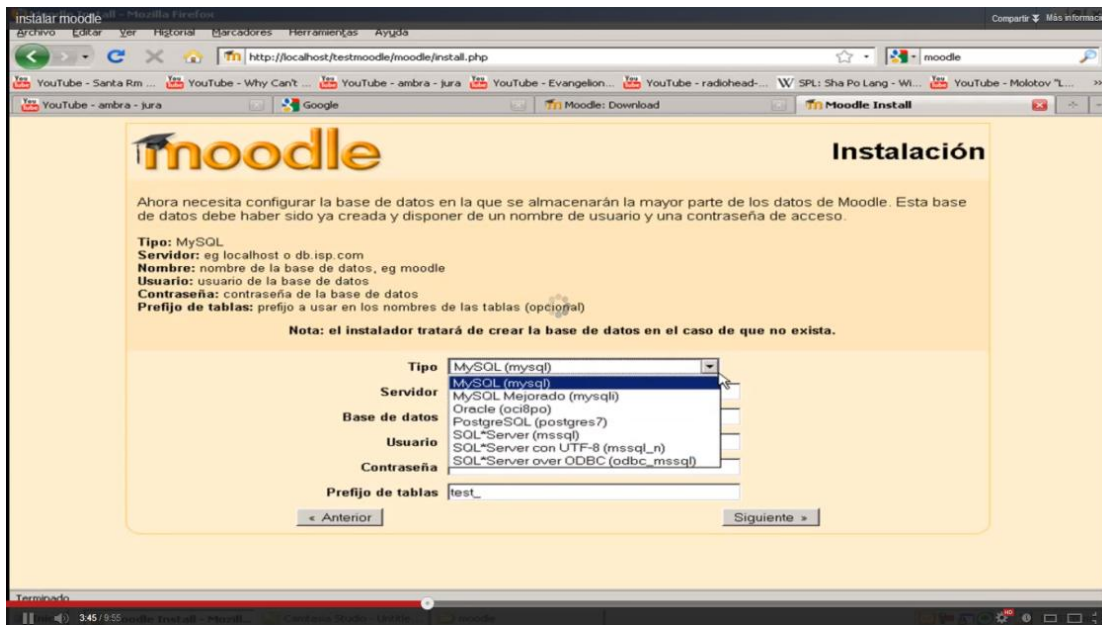 instalar moodle
Compartir Más informaci
Archivo Editar Ver Historial Marcadores Herramientas Ayuda
http://localhost/testmoodle/moodle/install.php
moodle
YouTube - Santa Rm ... YouTube - Why Can't ... YouTube - ambra - jura YouTube - Evangelion... YouTube - radiohead-... SPL: Sha Po Lang - Wi... YouTube - Molotov "L...
YouTube - ambra - jura Google Moodle: Download Moodle Install
moodle
Instalación
Ahora necesita configurar la base de datos en la que se almacenarán la mayor parte de los datos de Moodle. Esta base
de datos debe haber sido ya creada y disponer de un nombre de usuario y una contraseña de acceso.
Tipo: MySQL
Servidor: eg localhost o db.isp.com
Nombre: nombre de la base de datos, eg moodle
Usuario: usuario de la base de datos
Contraseña: contraseña de la base de datos
Prefijo de tablas: prefijo a usar en los nombres de las tablas (opcional)
Nota: el instalador tratará de crear la base de datos en el caso de que no exista.
Tipo MySQL (mysql)
MySQL (mysql)
Servidor
MySQL Mejorado (mysqli)
Oracle (oci8po)
Base de datos
PostgreSQL (postgres7)
SQL*Server (mssql)
Usuario
SQL*Server con UTF-8 (mssql_n)
SQL*Server over ODBC (odbc_mssql)
Contraseña
Prefijo de tablas test_
« Anterior Siguiente »
Terminado
3:45 / 9:55
HD